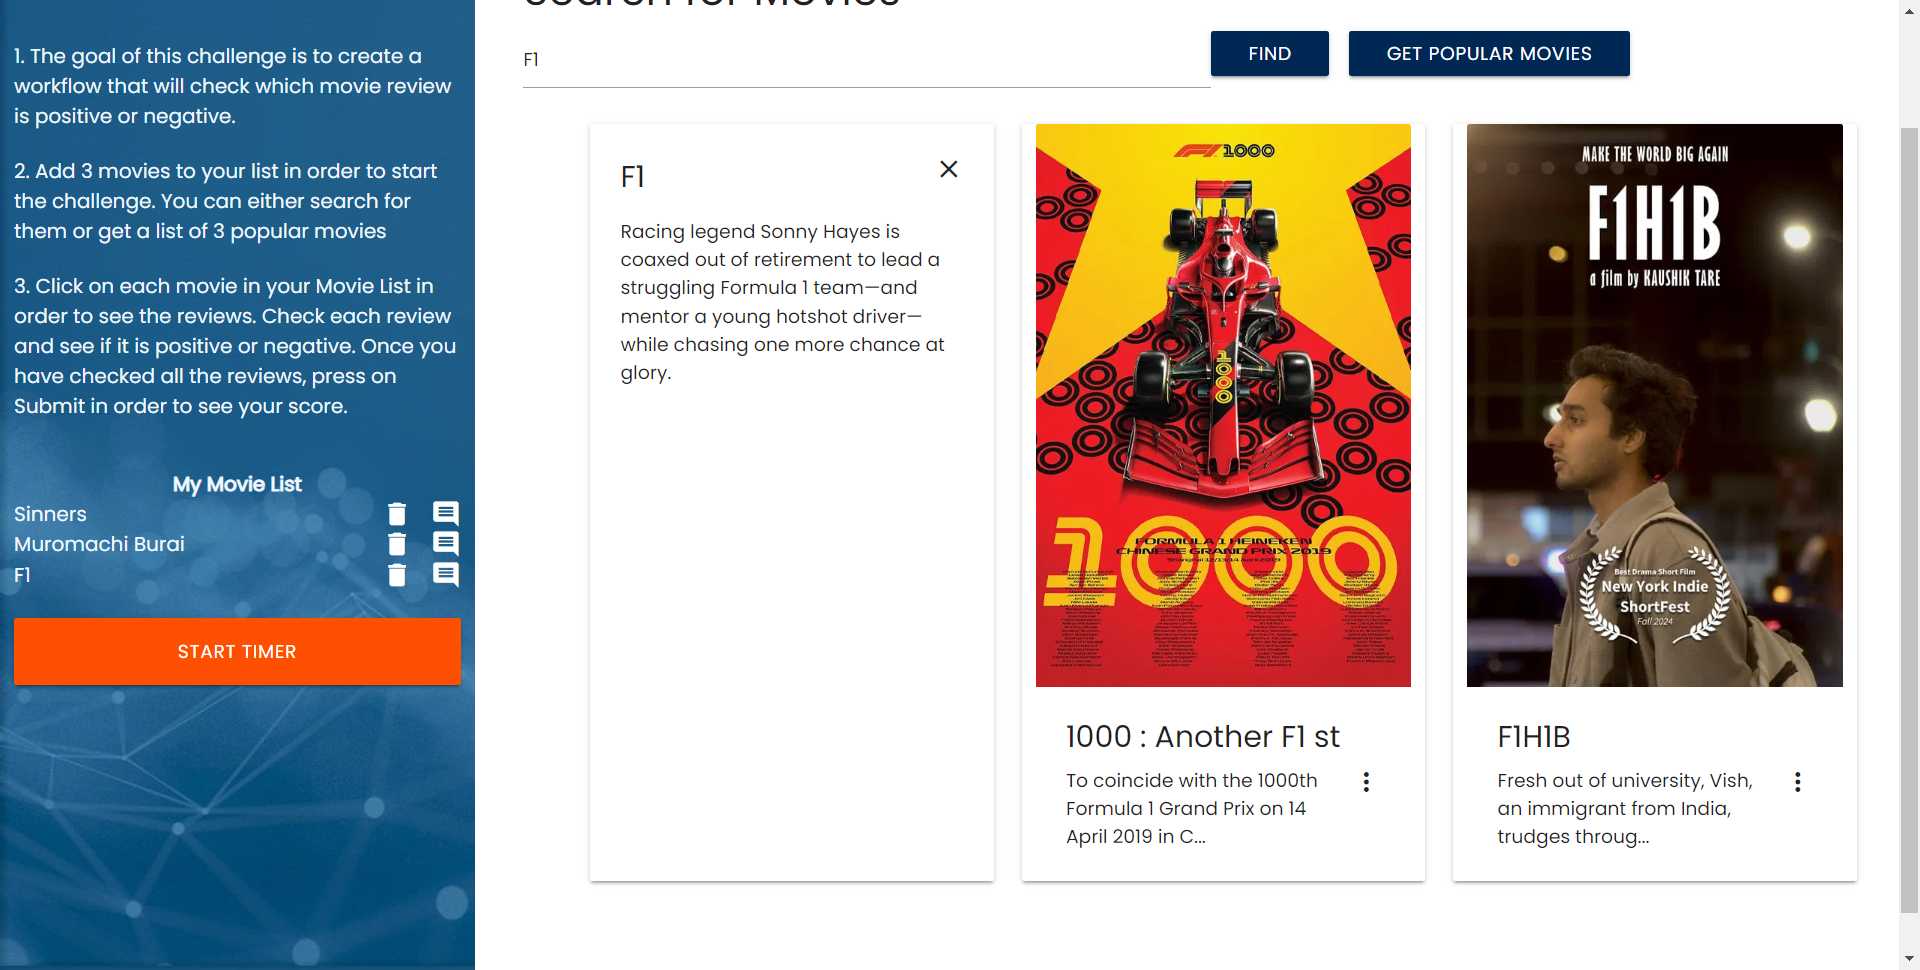 1. The goal of this challenge is to create a
workflow that will check which movie review
is positive or negative.
2. Add 3 movies to your list in order to start
the challenge. You can either search for
them or get a list of 3 popular movies
3. Click on each movie in your Movie List in
order to see the reviews. Check each review
and see if it is positive or negative. Once you
have checked all the reviews, press on
Submit in order to see your score.
My Movie List
Sinners
Muromachi Burai
F1
START TIMER
Search for Movies
F1
FIND
GET POPULAR MOVIES
F1
Racing legend Sonny Hayes is
coaxed out of retirement to lead a
struggling Formula 1 team—and
mentor a young hotshot driver—
while chasing one more chance at
glory.
F1 1000
1000
1000
FORMULA 1 HEINEKEN
CHINESE GRAND PRIX 2019
1000 : Another F1 st
To coincide with the 1000th
Formula 1 Grand Prix on 14
April 2019 in C...
MAKE THE WORLD BIG AGAIN
F1H1B
a film by KAUSHIK TARE
Best Drama Short Film
New York Indie
ShortFest
Fall 2024
F1H1B
Fresh out of university, Vish,
an immigrant from India,
trudges throug...